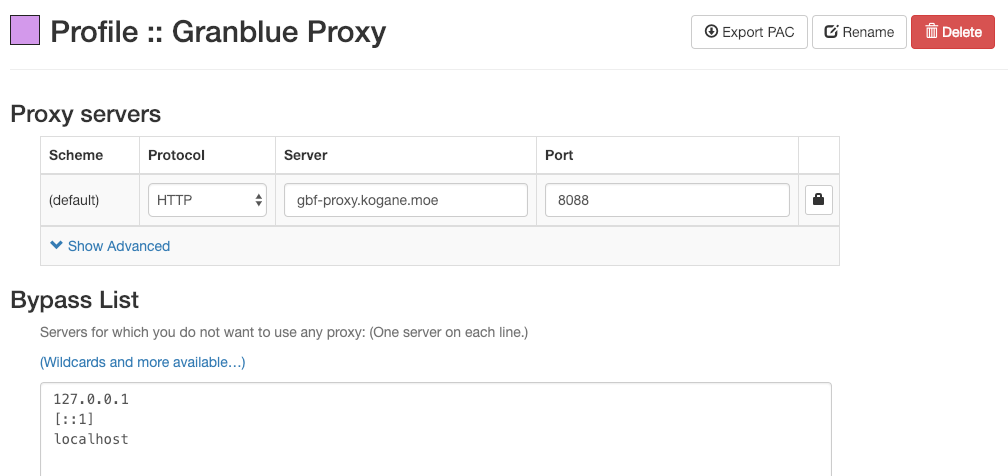 Profile :: Granblue Proxy
Export PAC
Rename
Delete
Proxy servers
Scheme Protocol Server Port
(default) HTTP gbf-proxy.kogane.moe 8088
Show Advanced
Bypass List
Servers for which you do not want to use any proxy: (One server on each line.)
(Wildcards and more available…)
127.0.0.1
[::1]
localhost